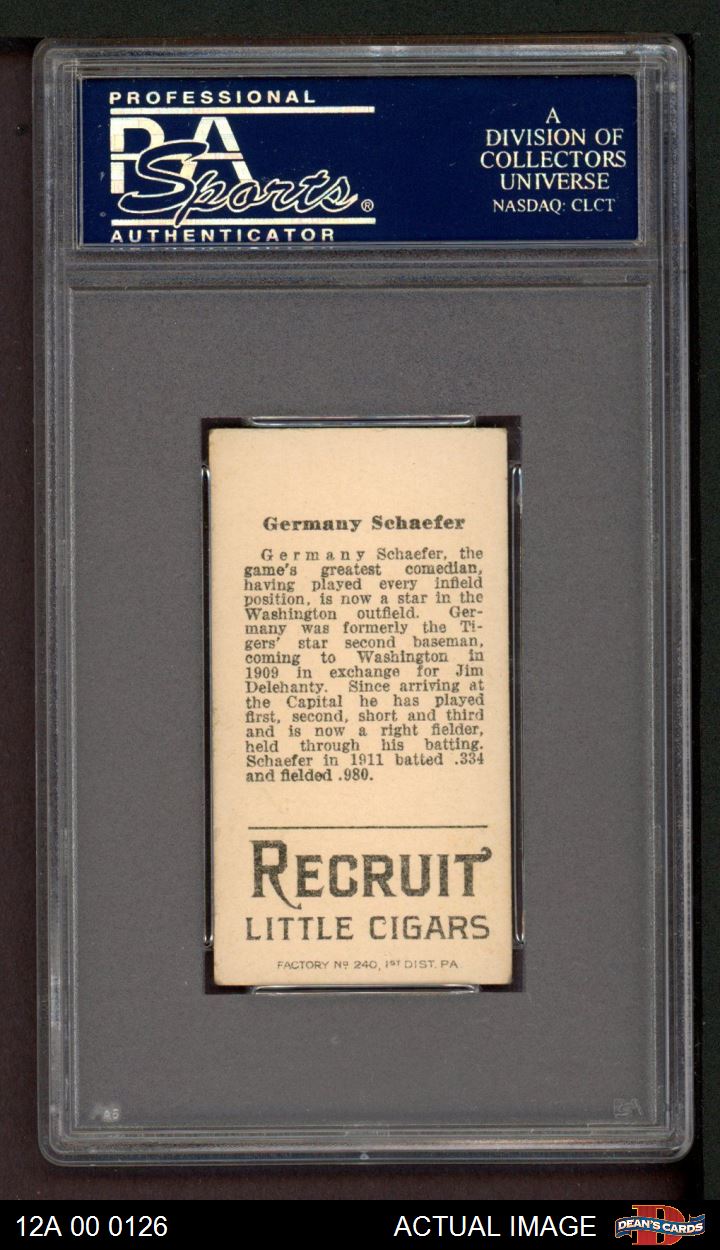 PROFESSIONAL
PSA
Sports®
AUTHENTICATOR
A
DIVISION OF
COLLECTORS
UNIVERSE
NASDAQ: CLCT
Germany Schaefer
Germany Schaefer, the
game's greatest comedian,
having played every infield
position, is now a star in the
Washington outfield. Ger-
many was formerly the Ti-
gers' star second baseman,
coming to Washington in
1909 in exchange for Jim
Delehanty. Since arriving at
the Capital he has played
first, second, short and third
and is now a right fielder,
held through his batting.
Schaefer in 1911 batted .334
and fielded .980.
RECRUIT
LITTLE CIGARS
FACTORY Nº 240, 1ST DIST. PA
12A 00 0126
ACTUAL IMAGE
DEAN'S CARDS